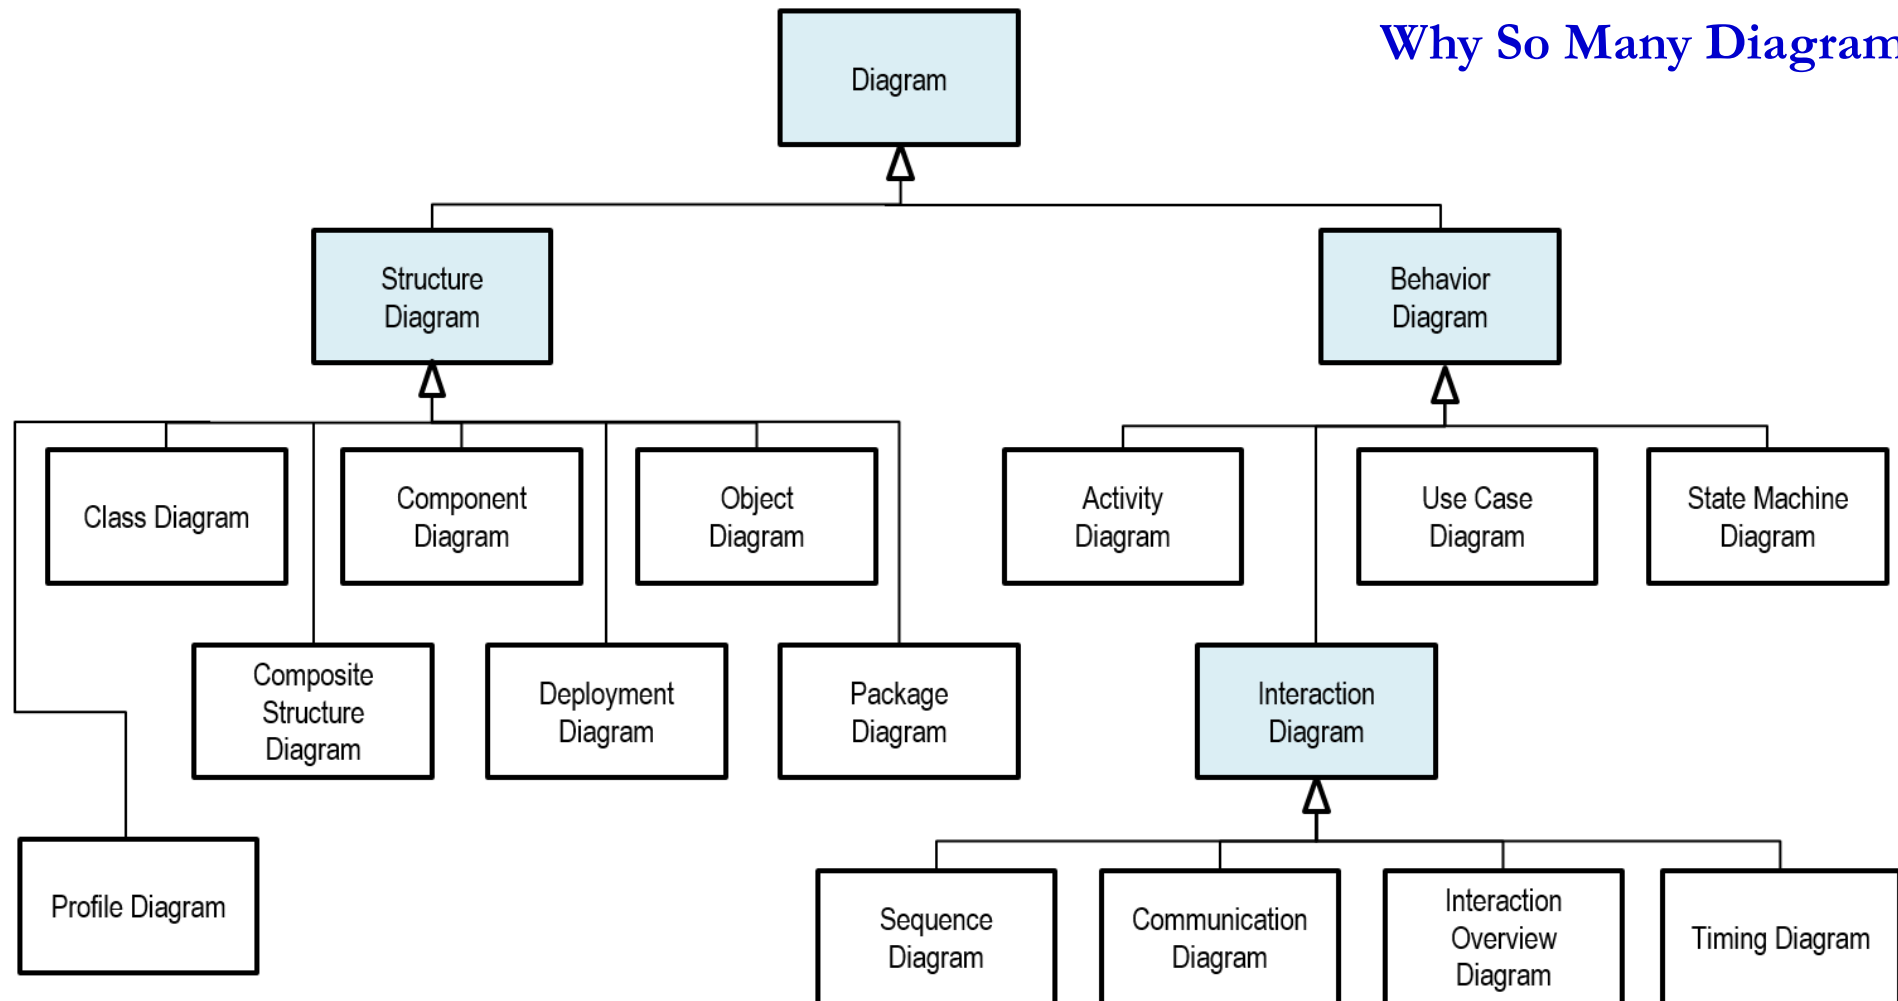 Why So Many Diagram
Diagram
Structure
Diagram
Behavior
Diagram
Class Diagram
Component
Diagram
Object
Diagram
Activity
Diagram
Use Case
Diagram
State Machine
Diagram
Composite
Structure
Diagram
Deployment
Diagram
Package
Diagram
Interaction
Diagram
Profile Diagram
Sequence
Diagram
Communication
Diagram
Interaction
Overview
Diagram
Timing Diagram